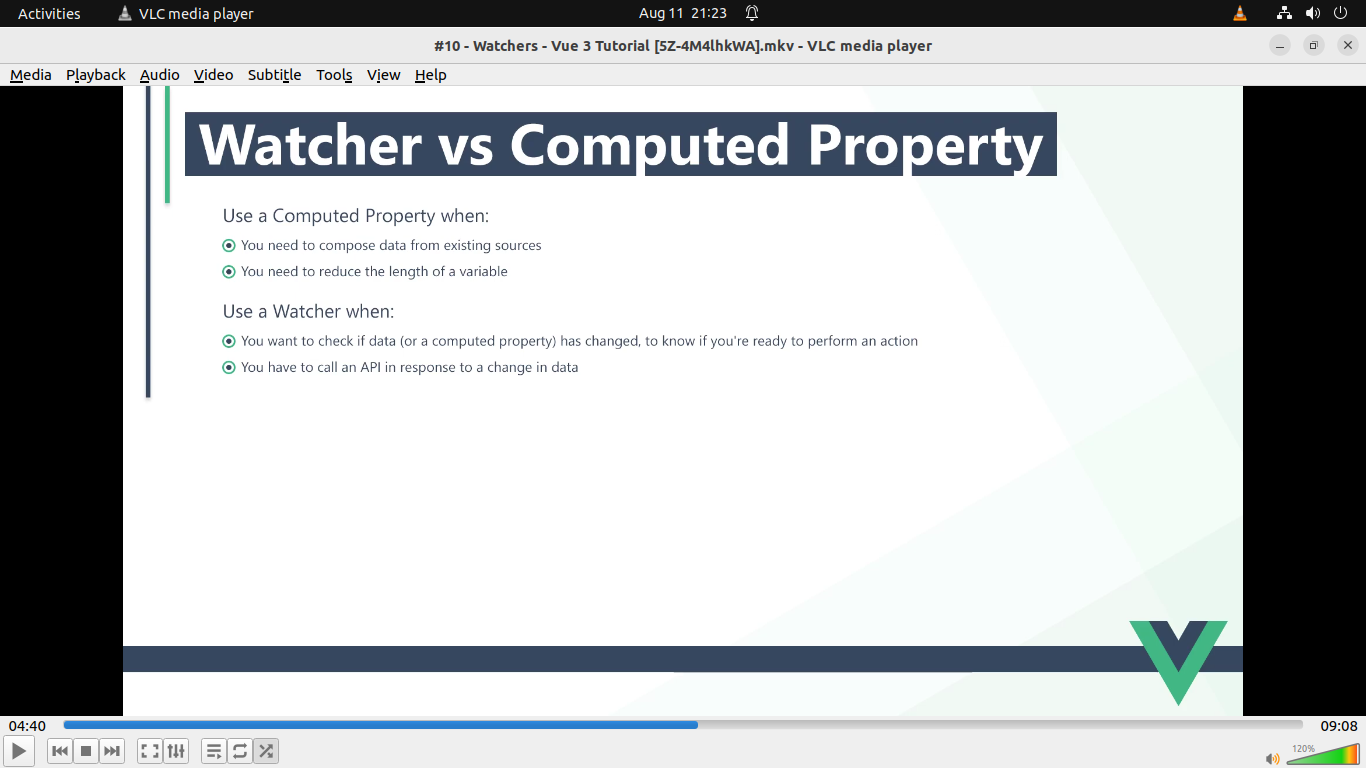 Activities VLC media player Aug 11 21:23
#10 - Watchers - Vue 3 Tutorial [5Z-4M4lhkWA].mkv - VLC media player
Media Playback Audio Video Subtitle Tools View Help
Watcher vs Computed Property
Use a Computed Property when:
You need to compose data from existing sources
You need to reduce the length of a variable
Use a Watcher when:
You want to check if data (or a computed property) has changed, to know if you're ready to perform an action
You have to call an API in response to a change in data
04:40 09:08
120%